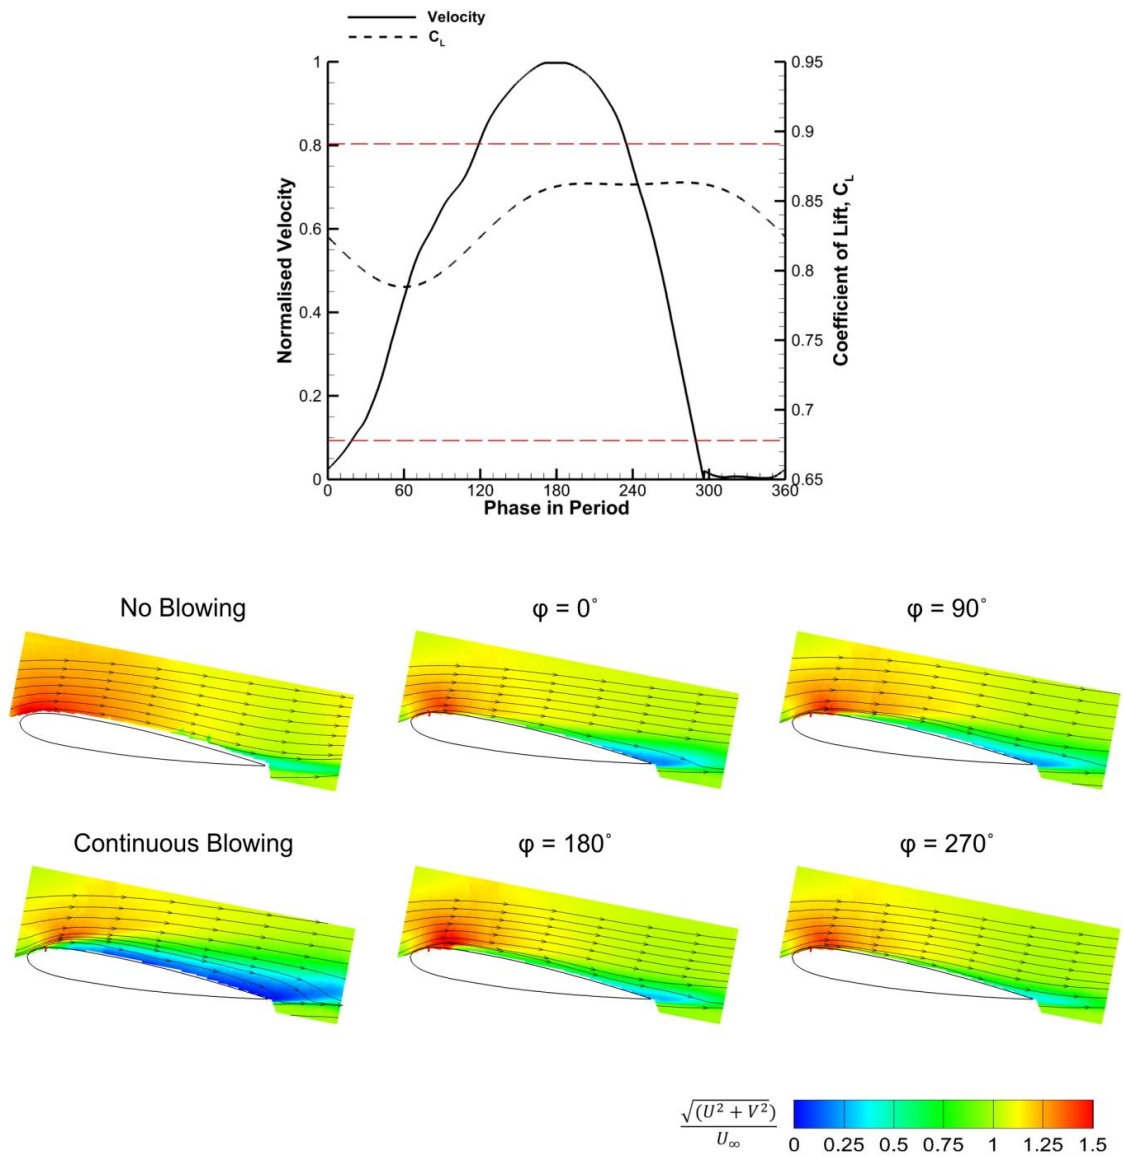 Velocity
C_L
1
0.8
0.6
0.4
0.2
0
Normalised Velocity
0.95
0.9
0.85
0.8
0.75
0.7
0.65
Coefficient of Lift, C_L
0 60 120 180 240 300 360
Phase in Period
No Blowing φ = 0° φ = 90°
Continuous Blowing φ = 180° φ = 270°
√(U² + V²)
U∞
0 0.25 0.5 0.75 1 1.25 1.5